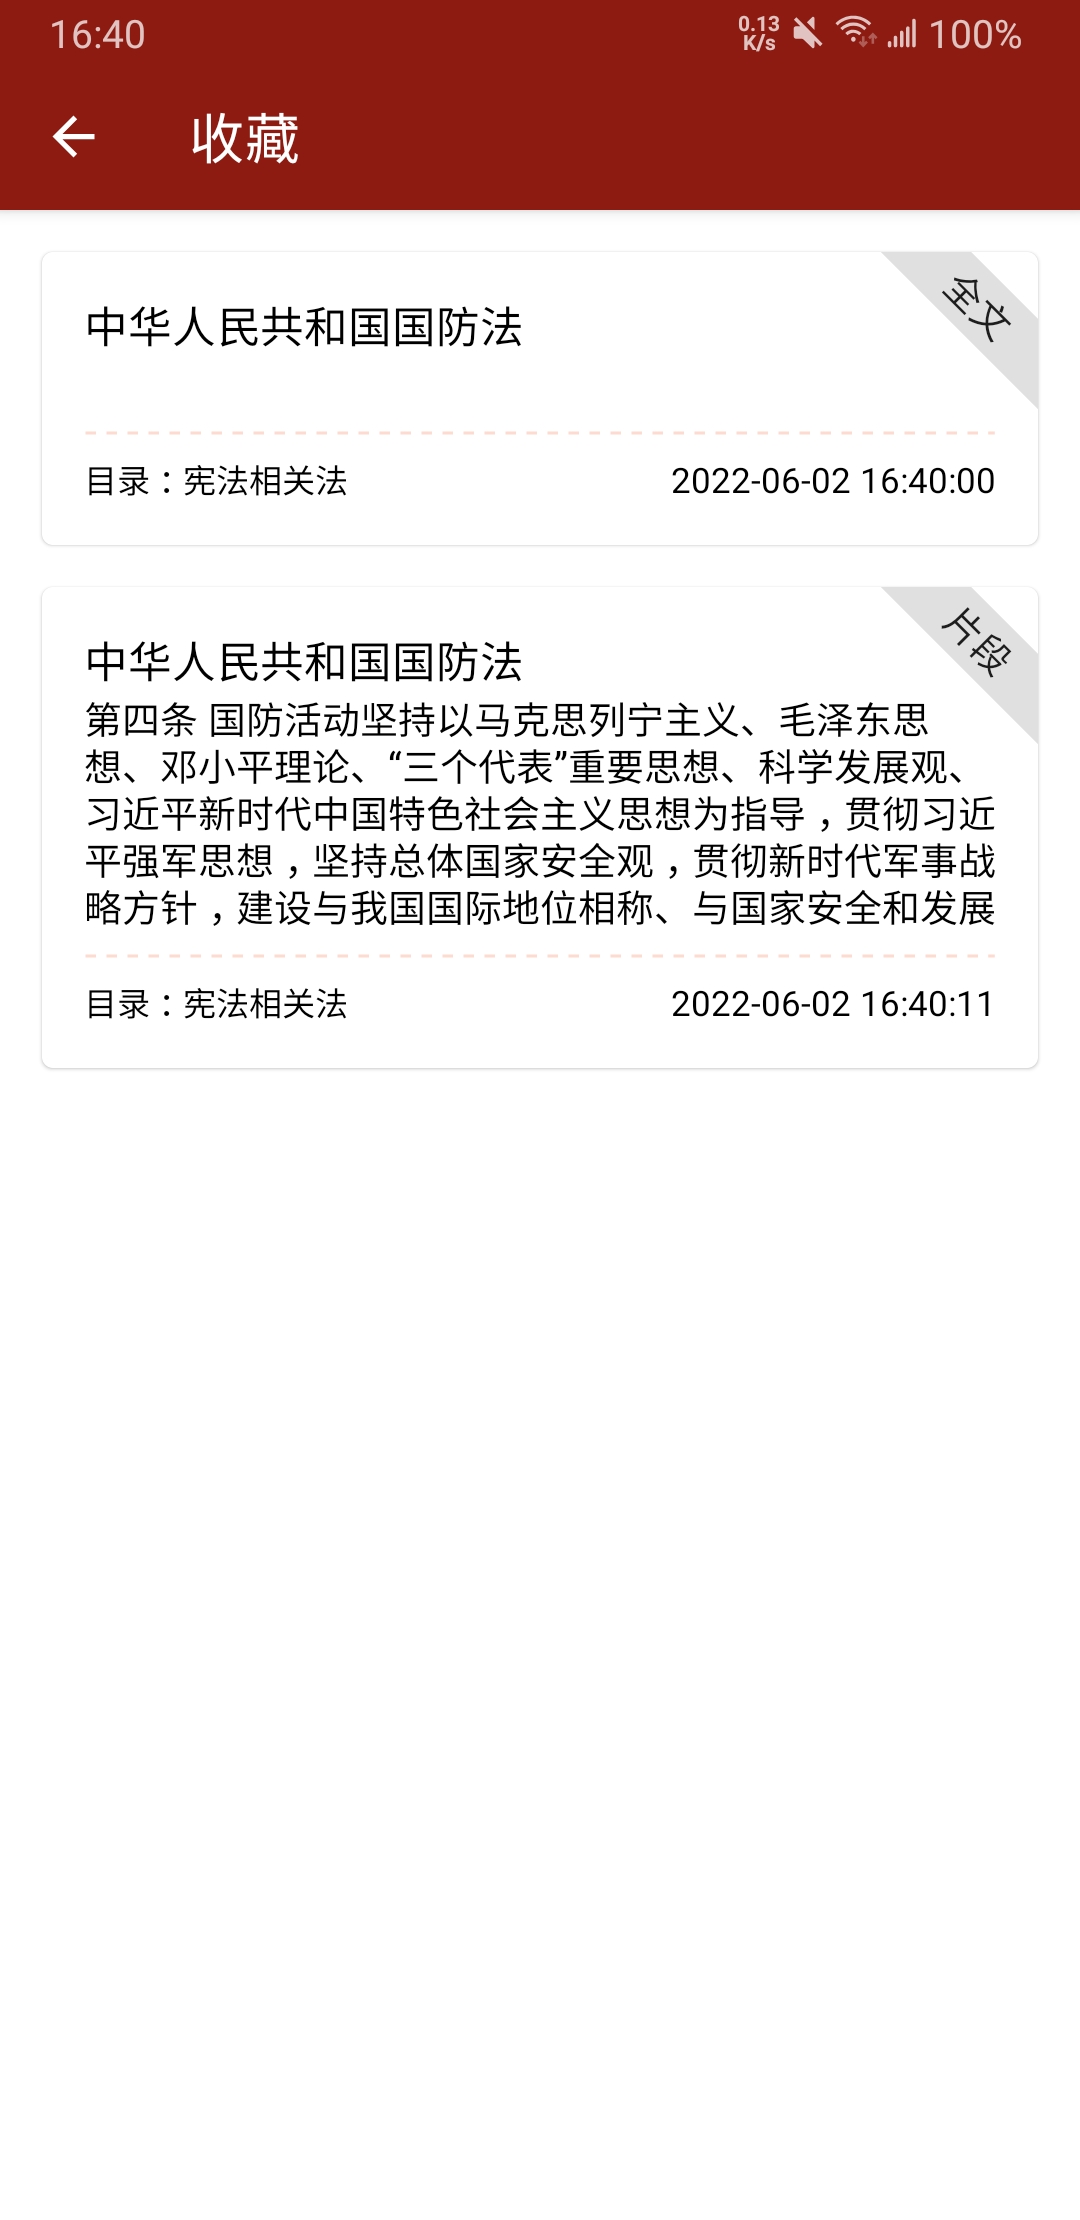 16:40
0.13
K/s
100%
收藏
全文
中华人民共和国国防法
目录：宪法相关法
2022-06-02 16:40:00
片段
中华人民共和国国防法
第四条 国防活动坚持以马克思列宁主义、毛泽东思
想、邓小平理论、“三个代表”重要思想、科学发展观、
习近平新时代中国特色社会主义思想为指导，贯彻习近
平强军思想，坚持总体国家安全观，贯彻新时代军事战
略方针，建设与我国国际地位相称、与国家安全和发展
目录：宪法相关法
2022-06-02 16:40:11